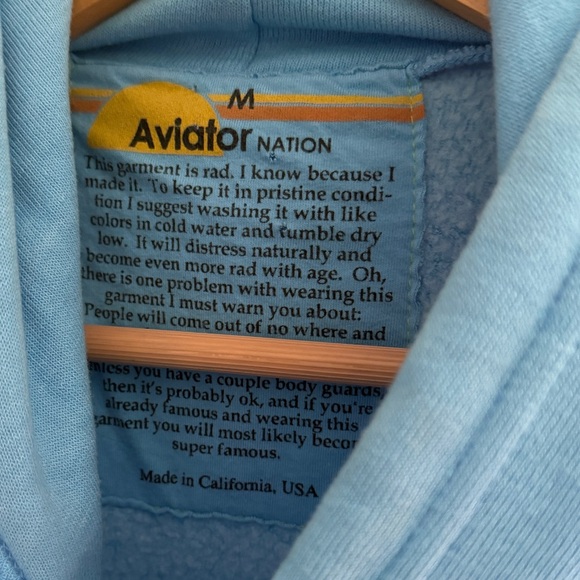 M
Aviator NATION
This garment is rad. I know because I
made it. To keep it in pristine condi-
tion I suggest washing it with like
colors in cold water and tumble dry
low. It will distress naturally and
become even more rad with age. Oh,
there is one problem with wearing this
garment I must warn you about:
People will come out of no where and
you have a couple body guards,
then it's probably ok, and if you're
already famous and wearing this
garment you will most likely
super famous.
Made in California, USA